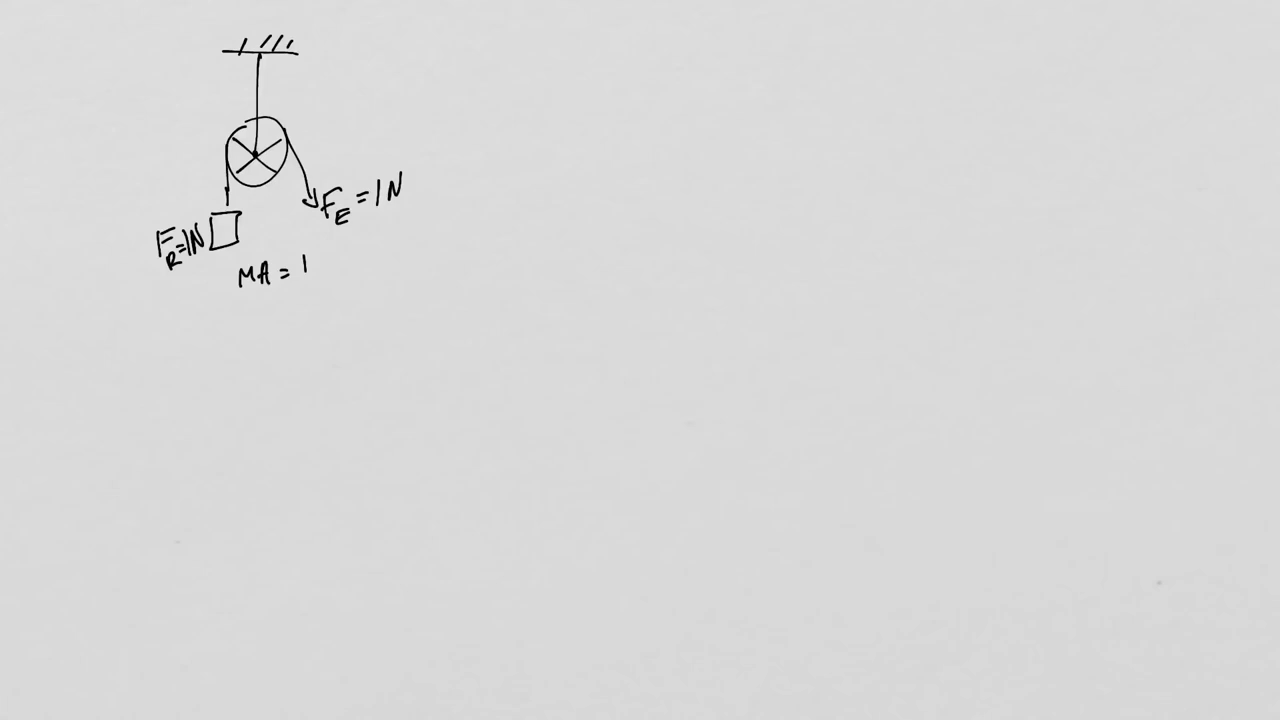 F_E = 1N
F_R = 1N
MA = 1